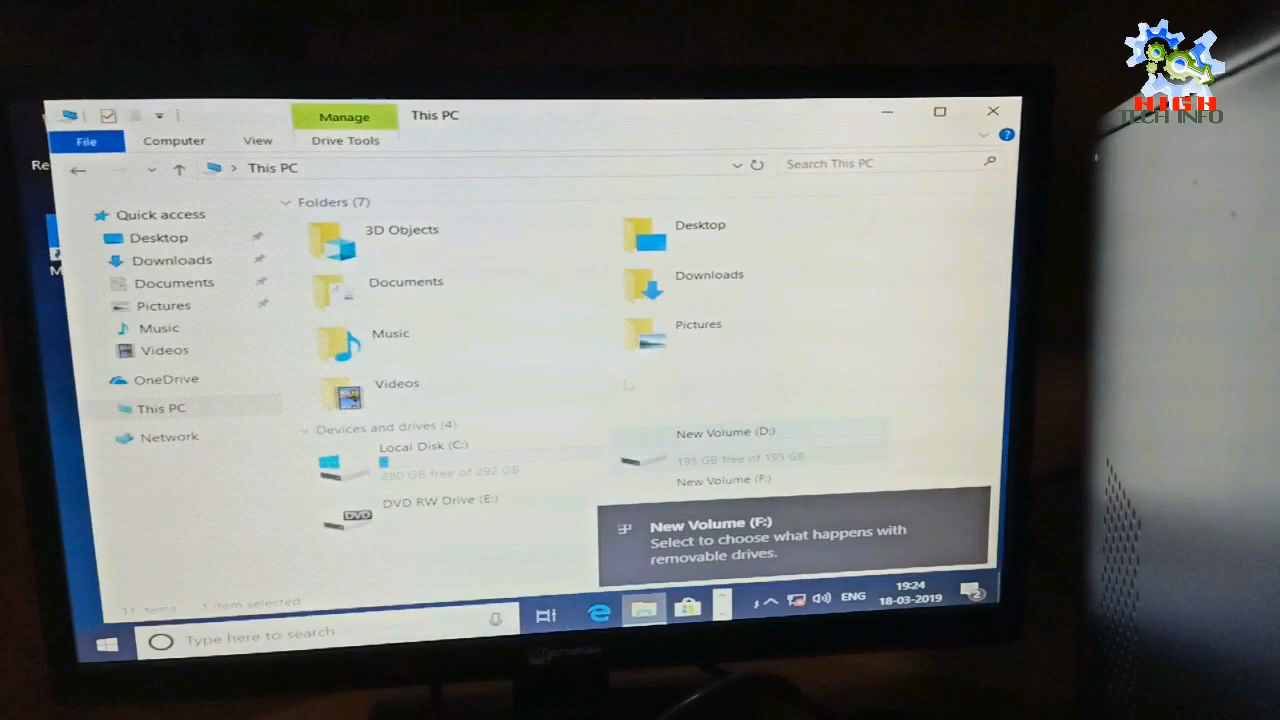 HIGH
TECH INFO
Manage
This PC
File
Computer
View
Drive Tools
This PC
Search This PC
Quick access
Desktop
Downloads
Documents
Pictures
Music
Videos
OneDrive
This PC
Network
Folders (7)
3D Objects
Desktop
Documents
Downloads
Music
Pictures
Videos
Devices and drives (4)
Local Disk (C:)
280 GB free of 292 GB
New Volume (D:)
195 GB free of 195 GB
DVD RW Drive (E:)
DVD
New Volume (F:)
New Volume (F:)
Select to choose what happens with
removable drives.
11 items
1 item selected
Type here to search
ENG
19:24
18-03-2019
2